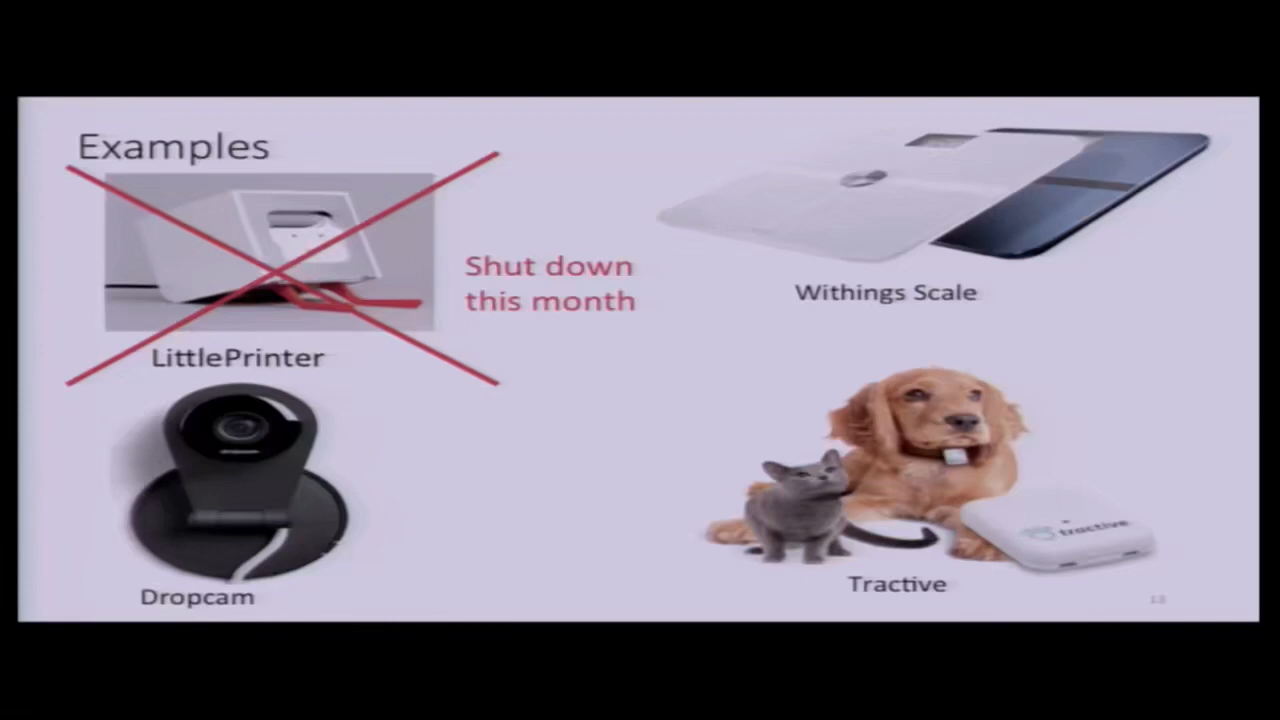 Examples
Shut down
this month
LittlePrinter
Withings Scale
Dropcam
tractive
Tractive